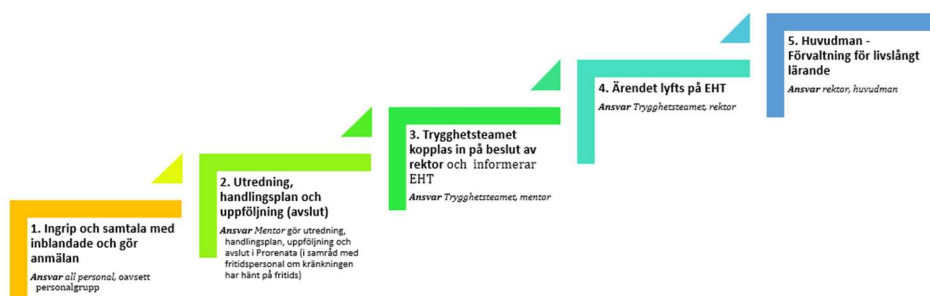 1. Ingrip och samtala med
inblandade och gör
anmälan
Ansvar all personal, oavsett
personalgrupp
2. Utredning,
handlingsplan och
uppföljning (avslut)
Ansvar Mentor gör utredning,
handlingsplan, uppföljning och
avslut i Prorenata (i samråd med
fritidspersonal om kränkningen
har hänt på fritids)
3. Trygghetsteamet
kopplas in på beslut av
rektor och informerar
EHT
Ansvar Trygghetsteamet, mentor
4. Ärendet lyfts på EHT
Ansvar Trygghetsteamet, rektor
5. Huvudman -
Förvaltning för livslångt
lärande
Ansvar rektor, huvudman